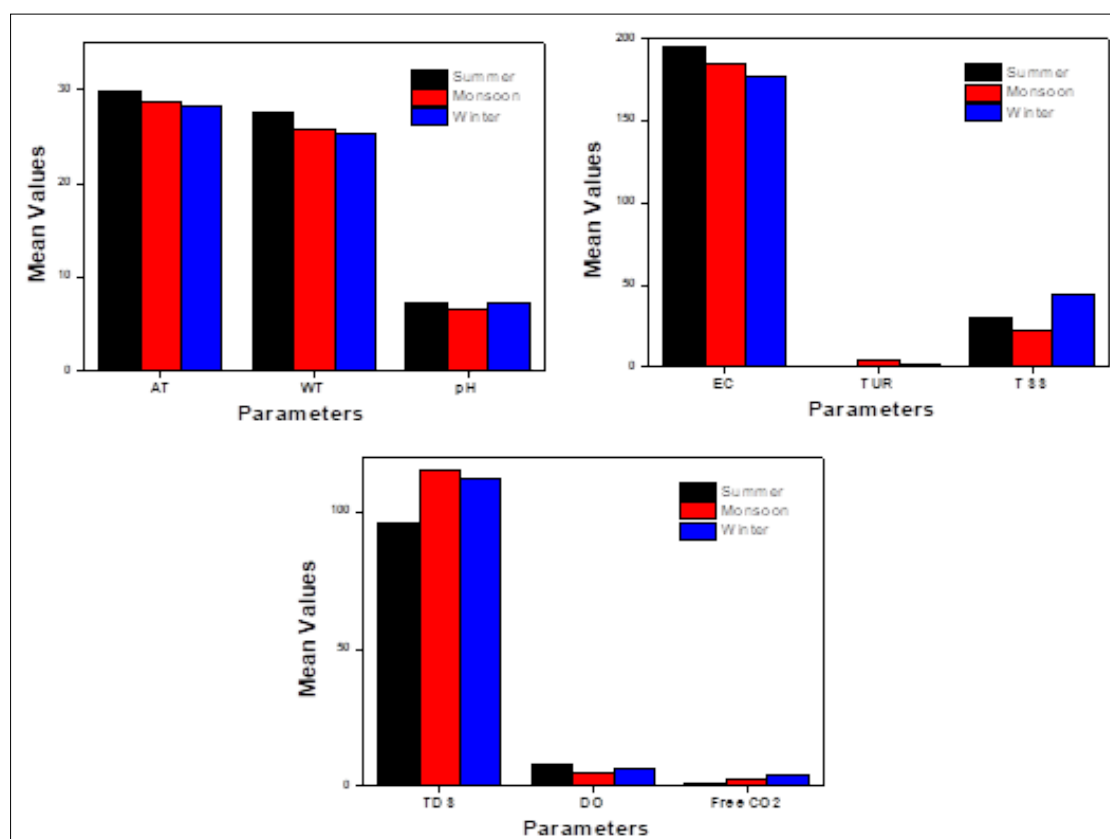 Mean Values
30
20
10
0
Summer
Monsoon
Winter
AT WT pH
Parameters
Mean Values
200
150
100
50
0
Summer
Monsoon
Winter
EC TUR TSS
Parameters
Mean Values
100
50
0
Summer
Monsoon
Winter
TDS DO Free CO2
Parameters